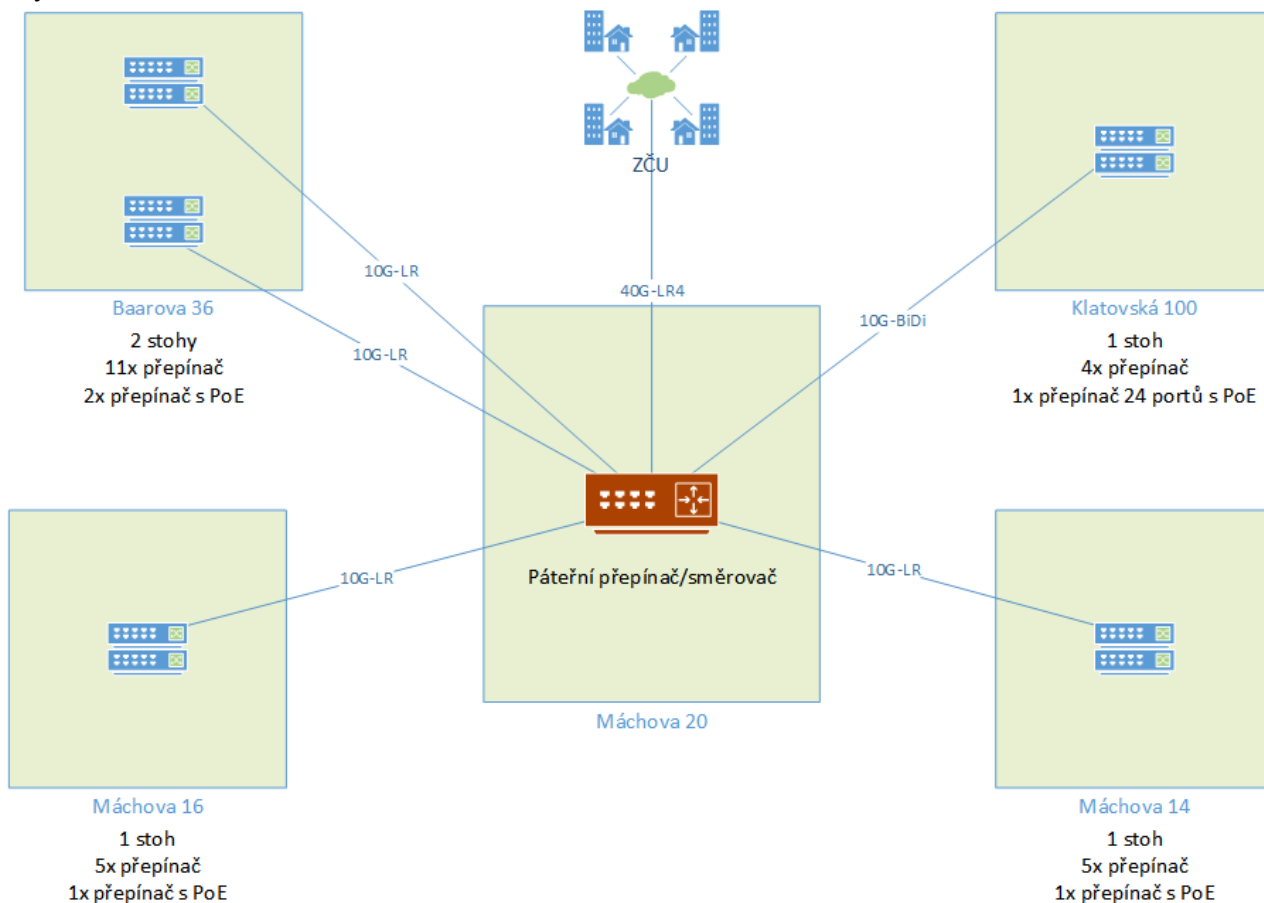 ZČU
10G-LR
40G-LR4
Baarova 36
2 stohy
11x přepínač
2x přepínač s PoE
10G-LR
10G-BiDi
Klatovská 100
1 stoh
4x přepínač
1x přepínač 24 portů s PoE
10G-LR
Páteřní přepínač/směrovač
10G-LR
Máchova 20
Máchova 16
1 stoh
5x přepínač
1x přepínač s PoE
Máchova 14
1 stoh
5x přepínač
1x přepínač s PoE